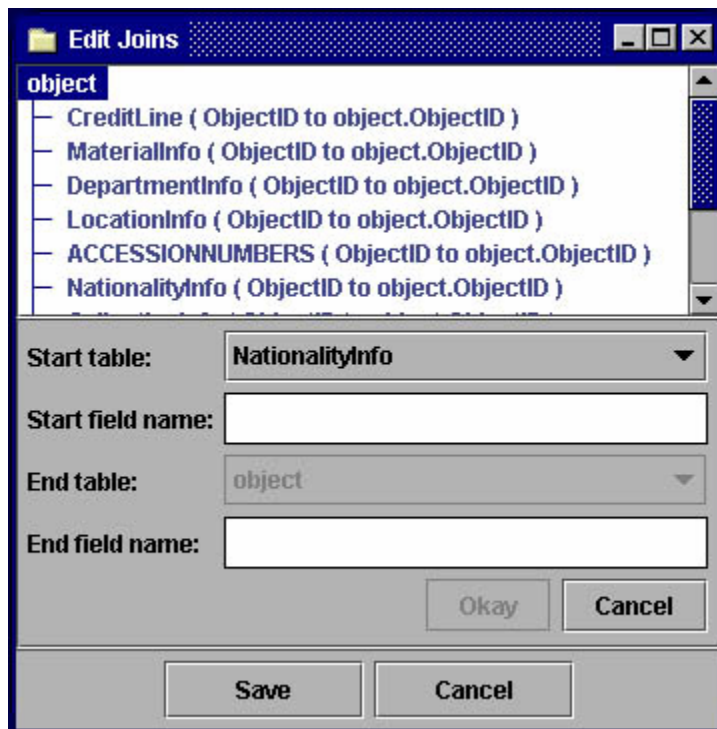 Edit Joins
object
CreditLine ( ObjectID to object.ObjectID )
MaterialInfo ( ObjectID to object.ObjectID )
DepartmentInfo ( ObjectID to object.ObjectID )
LocationInfo ( ObjectID to object.ObjectID )
ACCESSIONNUMBERS ( ObjectID to object.ObjectID )
NationalityInfo ( ObjectID to object.ObjectID )
Start table: NationalityInfo
Start field name:
End table: object
End field name:
Okay Cancel
Save Cancel